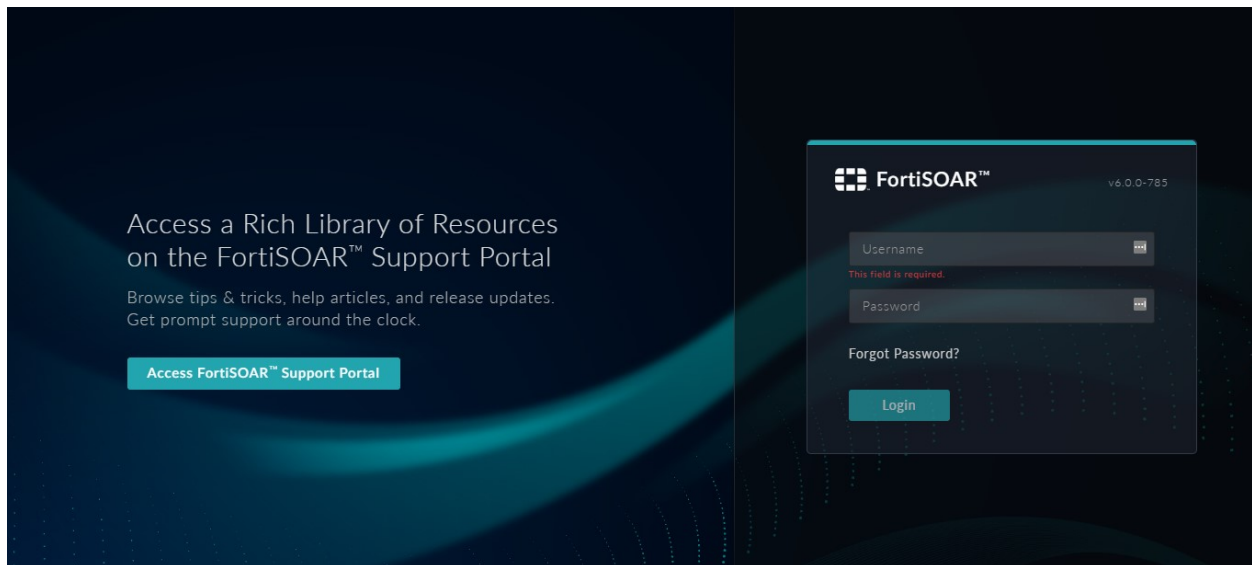 Access a Rich Library of Resources
on the FortiSOAR™ Support Portal
Browse tips & tricks, help articles, and release updates.
Get prompt support around the clock.
Access FortiSOAR™ Support Portal
FortiSOAR™ v6.0.0-785
Username
This field is required.
Password
Forgot Password?
Login